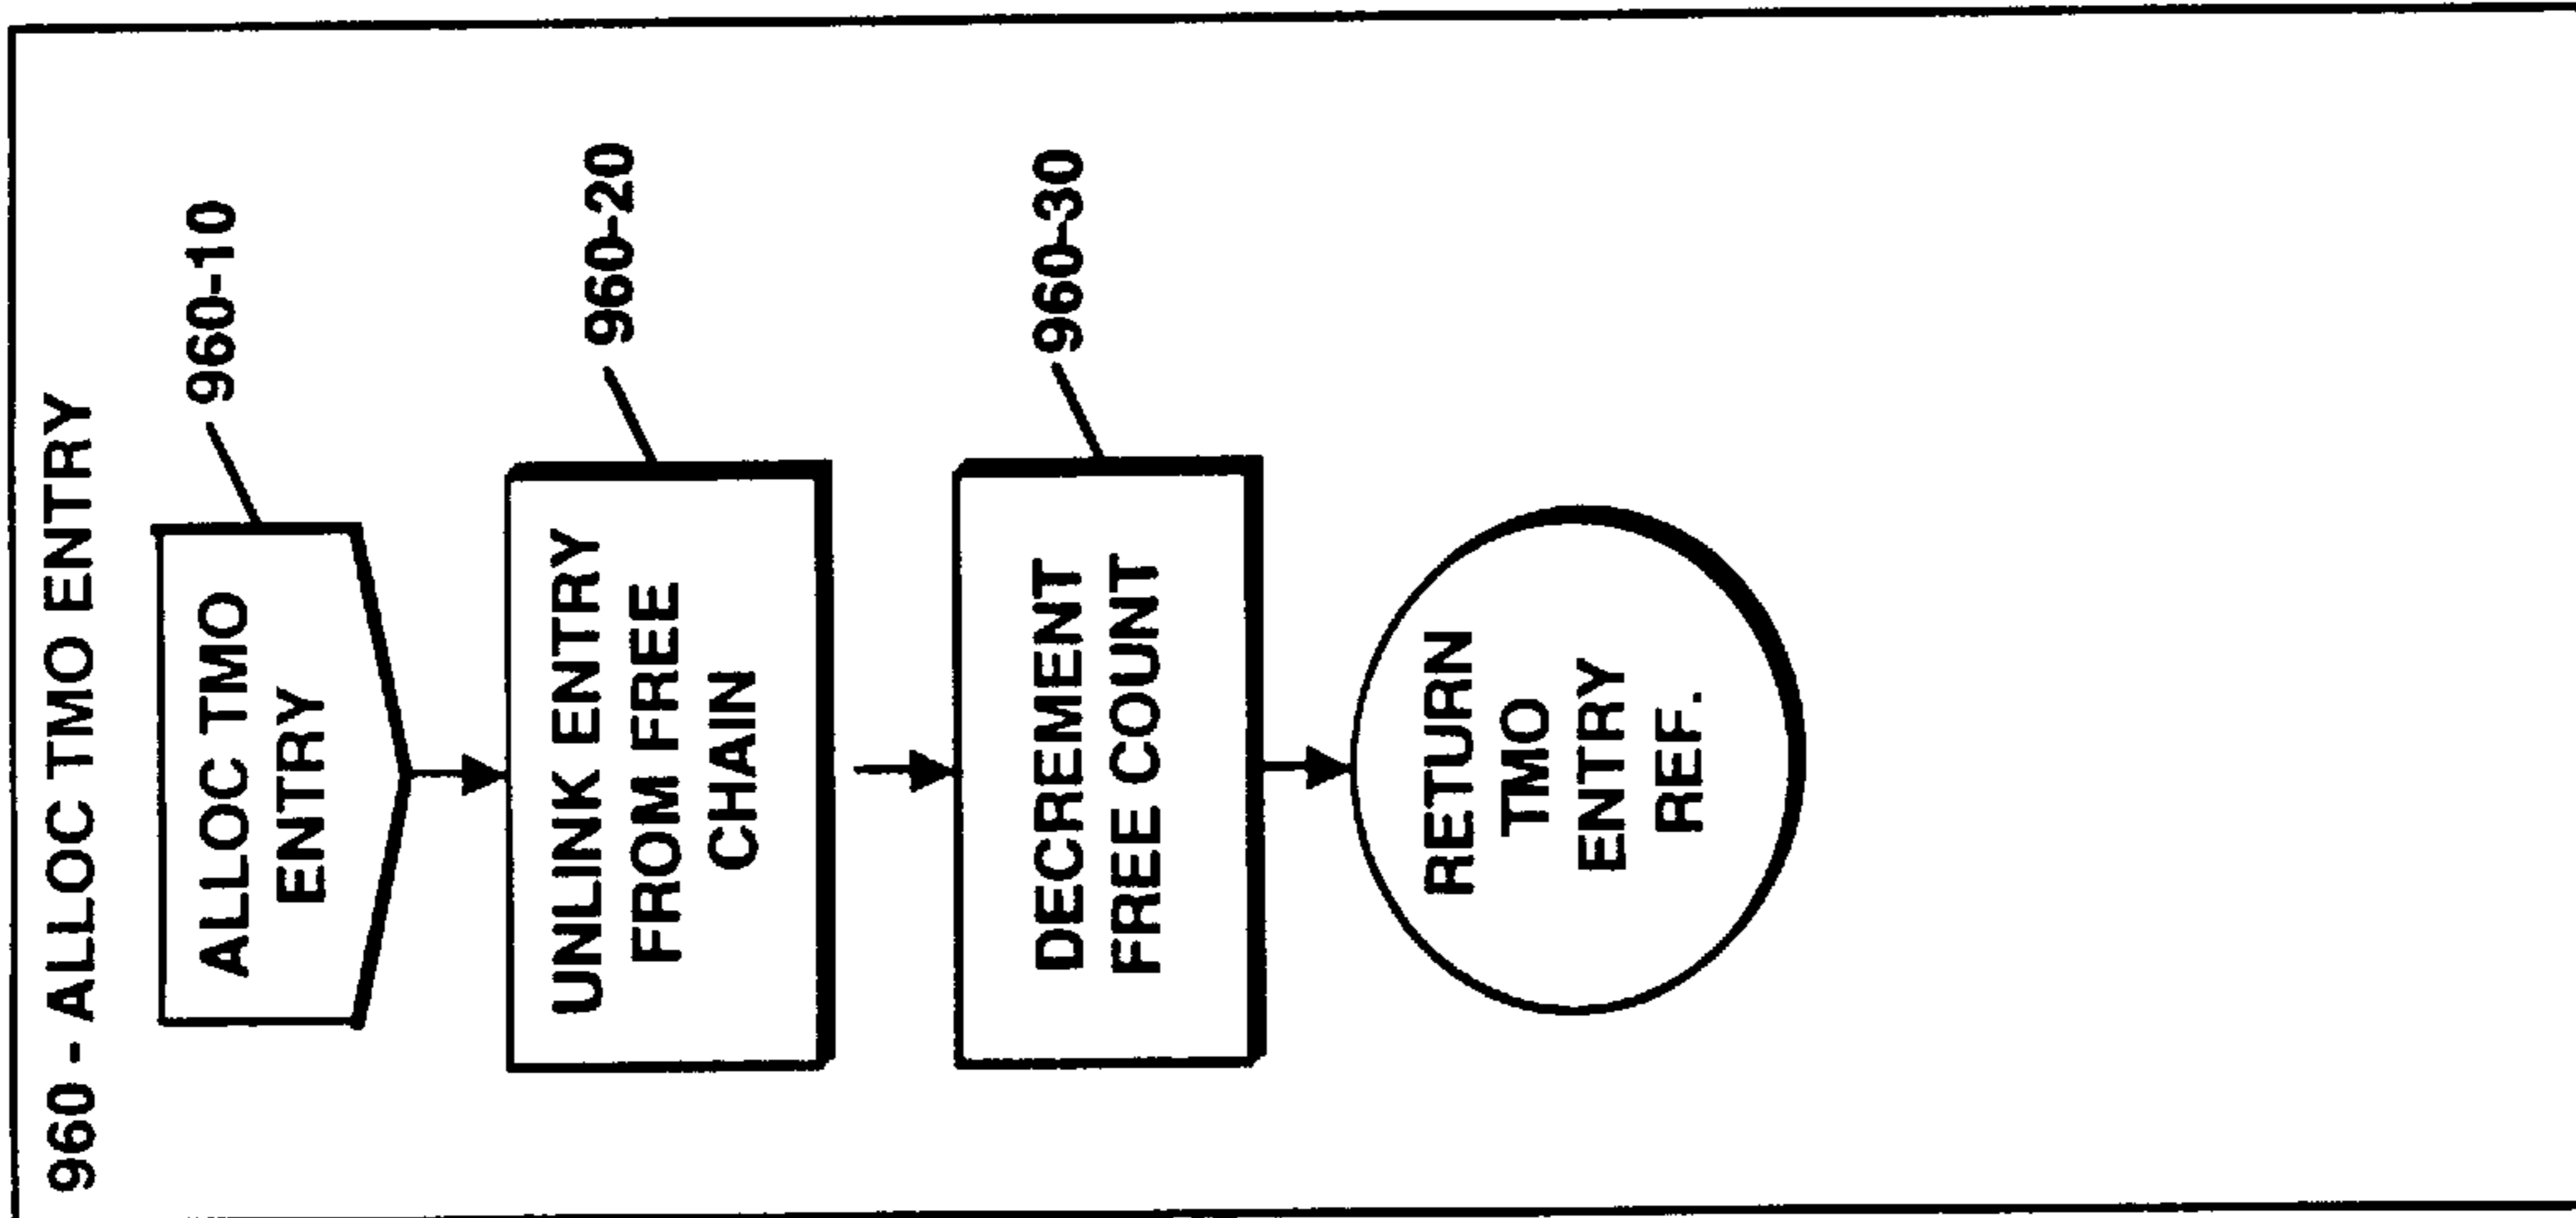 960 - ALLOC TMO ENTRY
960-10
ALLOC TMO
ENTRY
960-20
UNLINK ENTRY
FROM FREE
CHAIN
960-30
DECREMENT
FREE COUNT
RETURN
TMO
ENTRY
REF.